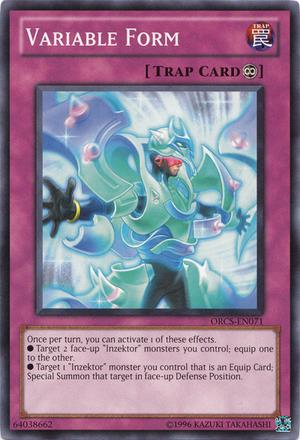 Variable Form
TRAP
罠
[Trap Card∞]
ORCS-EN071
Once per turn, you can activate 1 of these effects.
● Target 2 face-up "Inzektor" monsters you control; equip one
to the other.
● Target 1 "Inzektor" monster you control that is an Equip Card;
Special Summon that target in face-up Defense Position.
64038662
©1996 KAZUKI TAKAHASHI